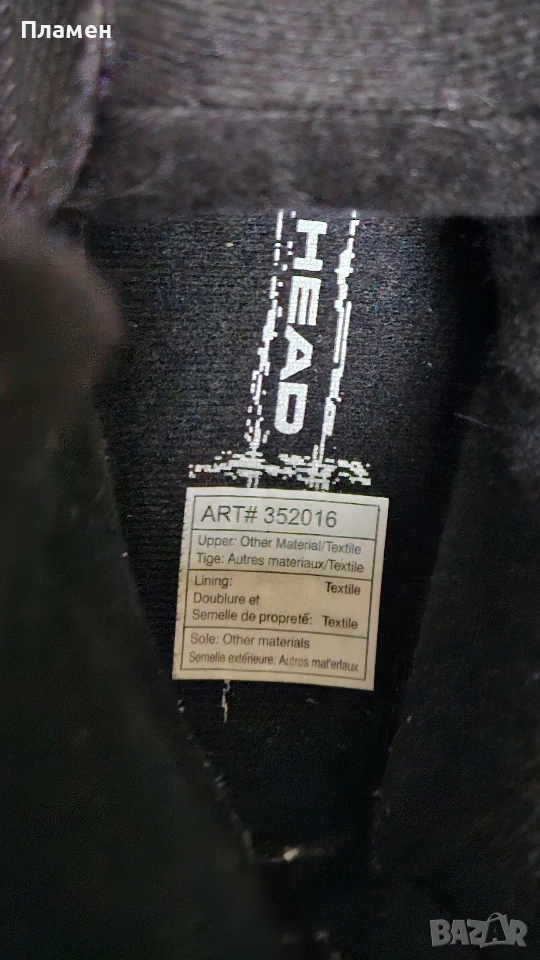 Пламен
HEAD
ART# 352016
Upper: Other Material/Textile
Tige: Autres materiaux/Textile
Lining: Textile
Doublure et
Semelle de propreté: Textile
Sole: Other materials
Semelle extérieure: Autres mat'erlaux
BAZAR